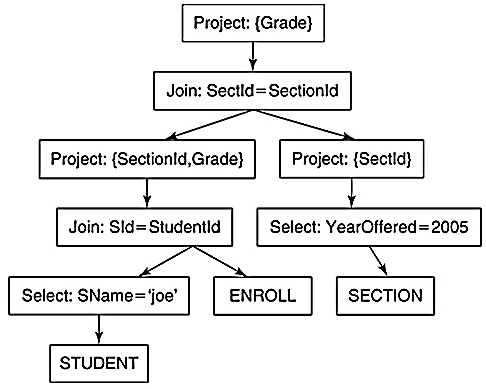 Project: {Grade}
Join: SectId=SectionId
Project: {SectionId,Grade}
Project: {SectId}
Join: SId=StudentId
Select: YearOffered=2005
Select: SName=‘joe’
ENROLL
SECTION
STUDENT